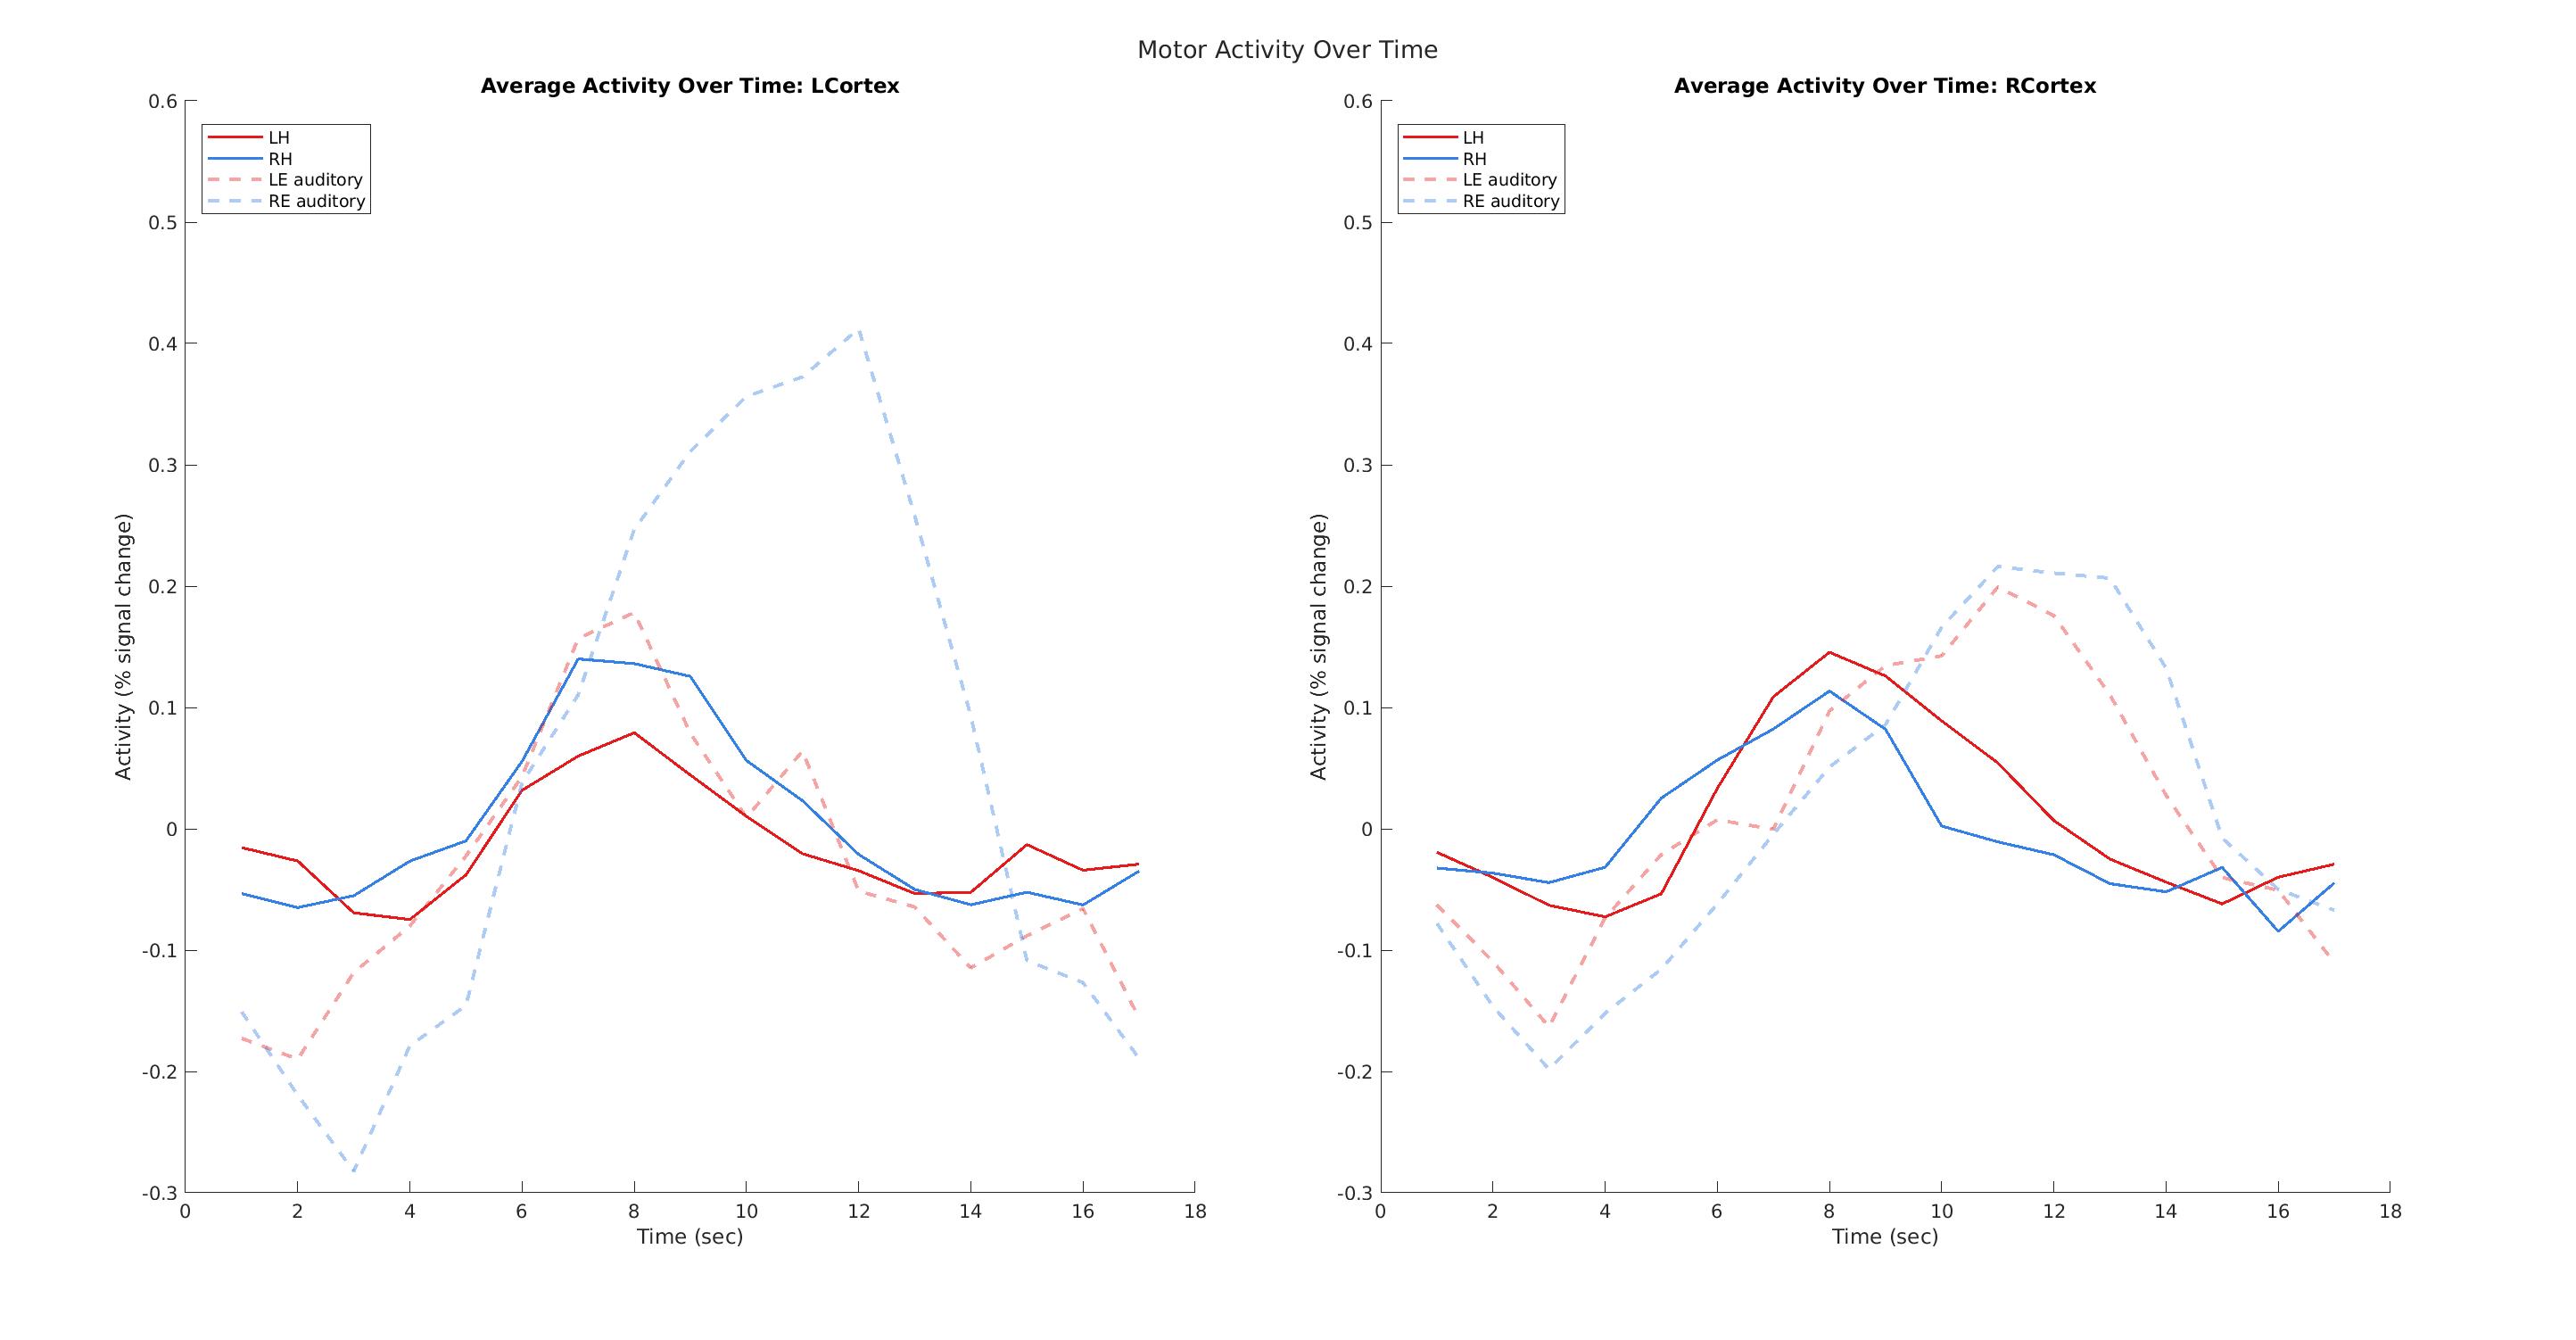 Motor Activity Over Time
Average Activity Over Time: LCortex
0.6
0.5
0.4
0.3
0.2
0.1
0
-0.1
-0.2
-0.3
Activity (% signal change)
LH
RH
LE auditory
RE auditory
0 2 4 6 8 10 12 14 16 18
Time (sec)
Average Activity Over Time: RCortex
0.6
0.5
0.4
0.3
0.2
0.1
0
-0.1
-0.2
-0.3
Activity (% signal change)
LH
RH
LE auditory
RE auditory
0 2 4 6 8 10 12 14 16 18
Time (sec)